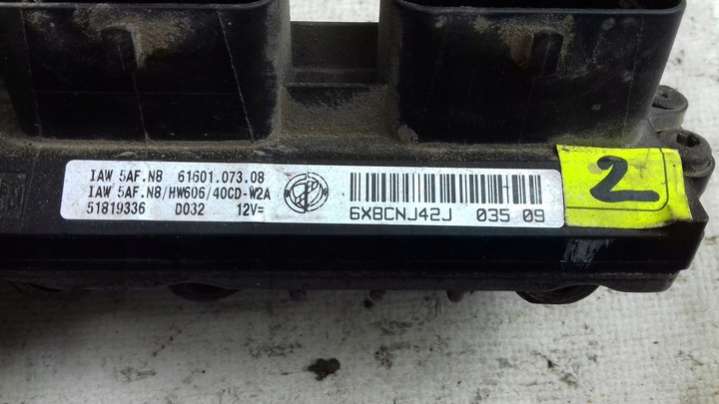 IAW 5AF.N8 61601.073.08
IAW 5AF.N8/HW606/40CD-W2A
51819336 D032 12V=
6X8CNJ42J 035 09
2